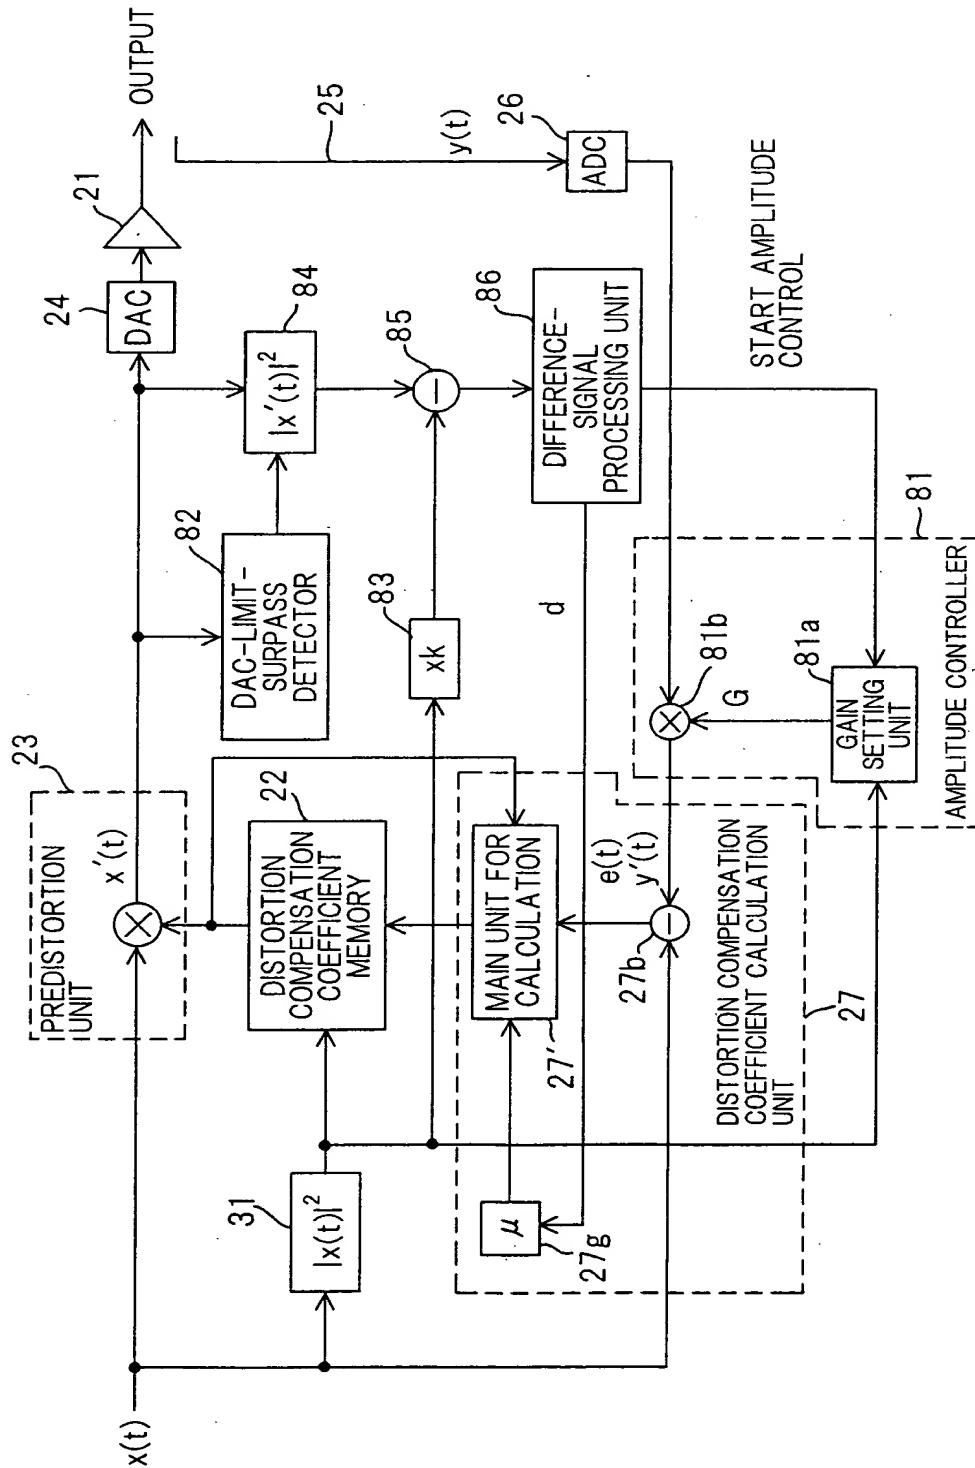 x(t)
PREDISTORTION
UNIT
23
x′(t)
24
DAC
21
OUTPUT
31
|x(t)|²
22
DISTORTION
COMPENSATION
COEFFICIENT
MEMORY
82
DAC-LIMIT-
SURPASS
DETECTOR
84
|x′(t)|²
25
y(t)
83
xk
85
26
ADC
μ
27g
MAIN UNIT FOR
CALCULATION
27′
86
DIFFERENCE-
SIGNAL
PROCESSING UNIT
d
e(t)
y′(t)
27b
81b
G
START AMPLITUDE
CONTROL
DISTORTION COMPENSATION
COEFFICIENT CALCULATION
UNIT
27
81a
GAIN
SETTING
UNIT
81
AMPLITUDE CONTROLLER